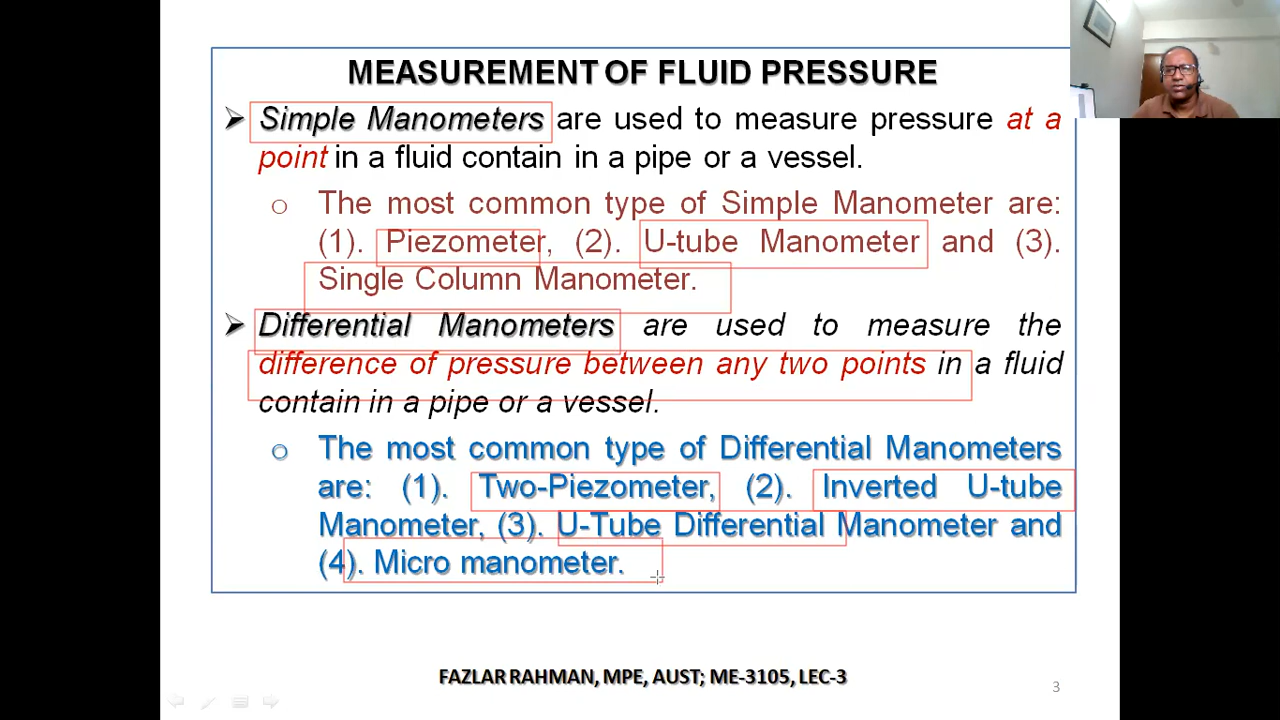 MEASUREMENT OF FLUID PRESSURE
Simple Manometers are used to measure pressure at a
point in a fluid contain in a pipe or a vessel.
The most common type of Simple Manometer are:
(1). Piezometer, (2). U-tube Manometer and (3).
Single Column Manometer.
Differential Manometers are used to measure the
difference of pressure between any two points in a fluid
contain in a pipe or a vessel.
The most common type of Differential Manometers
are: (1). Two-Piezometer, (2). Inverted U-tube
Manometer, (3). U-Tube Differential Manometer and
(4). Micro manometer.
FAZLAR RAHMAN, MPE, AUST; ME-3105, LEC-3
3